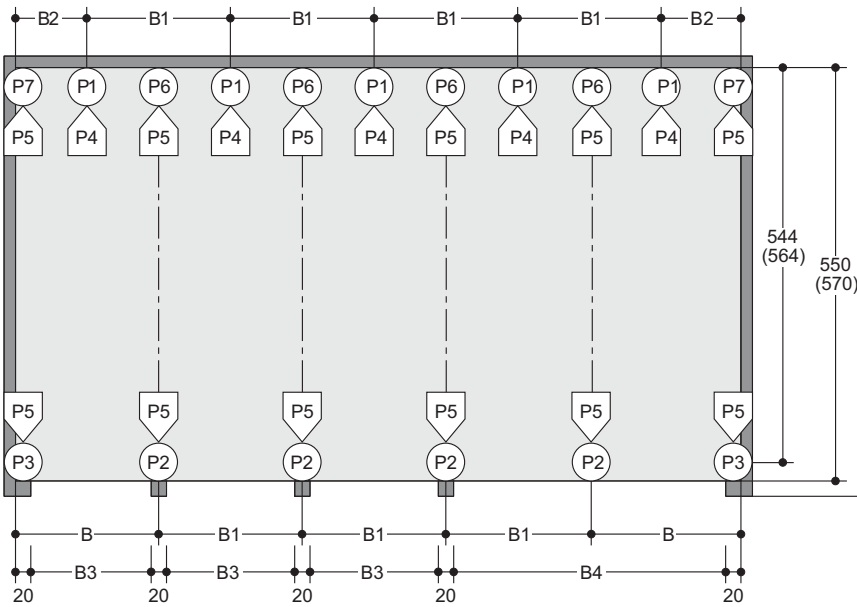 B2 B1 B1 B1 B1 B2
P7 P1 P6 P1 P6 P1 P6 P1 P6 P1 P7
P5 P4 P5 P4 P5 P4 P5 P4 P5 P4 P5
544
(564)
550
(570)
P5 P5 P5 P5 P5 P5
P3 P2 P2 P2 P2 P3
B B1 B1 B1 B
B3 B3 B3 B4
20 20 20 20 20